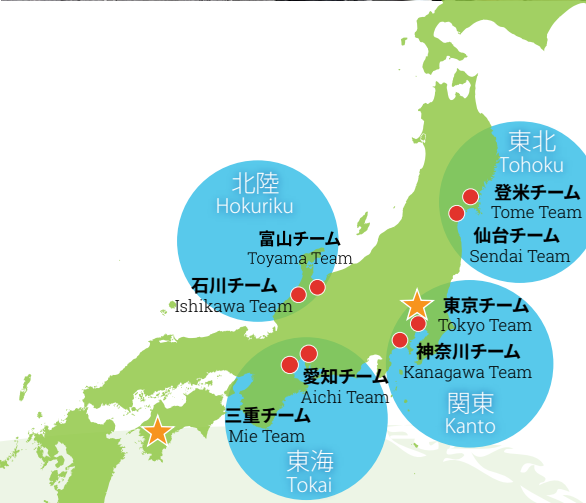 東北
Tohoku
登米チーム
Tome Team
仙台チーム
Sendai Team
北陸
Hokuriku
富山チーム
Toyama Team
石川チーム
Ishikawa Team
東京チーム
Tokyo Team
神奈川チーム
Kanagawa Team
関東
Kanto
愛知チーム
Aichi Team
三重チーム
Mie Team
東海
Tokai